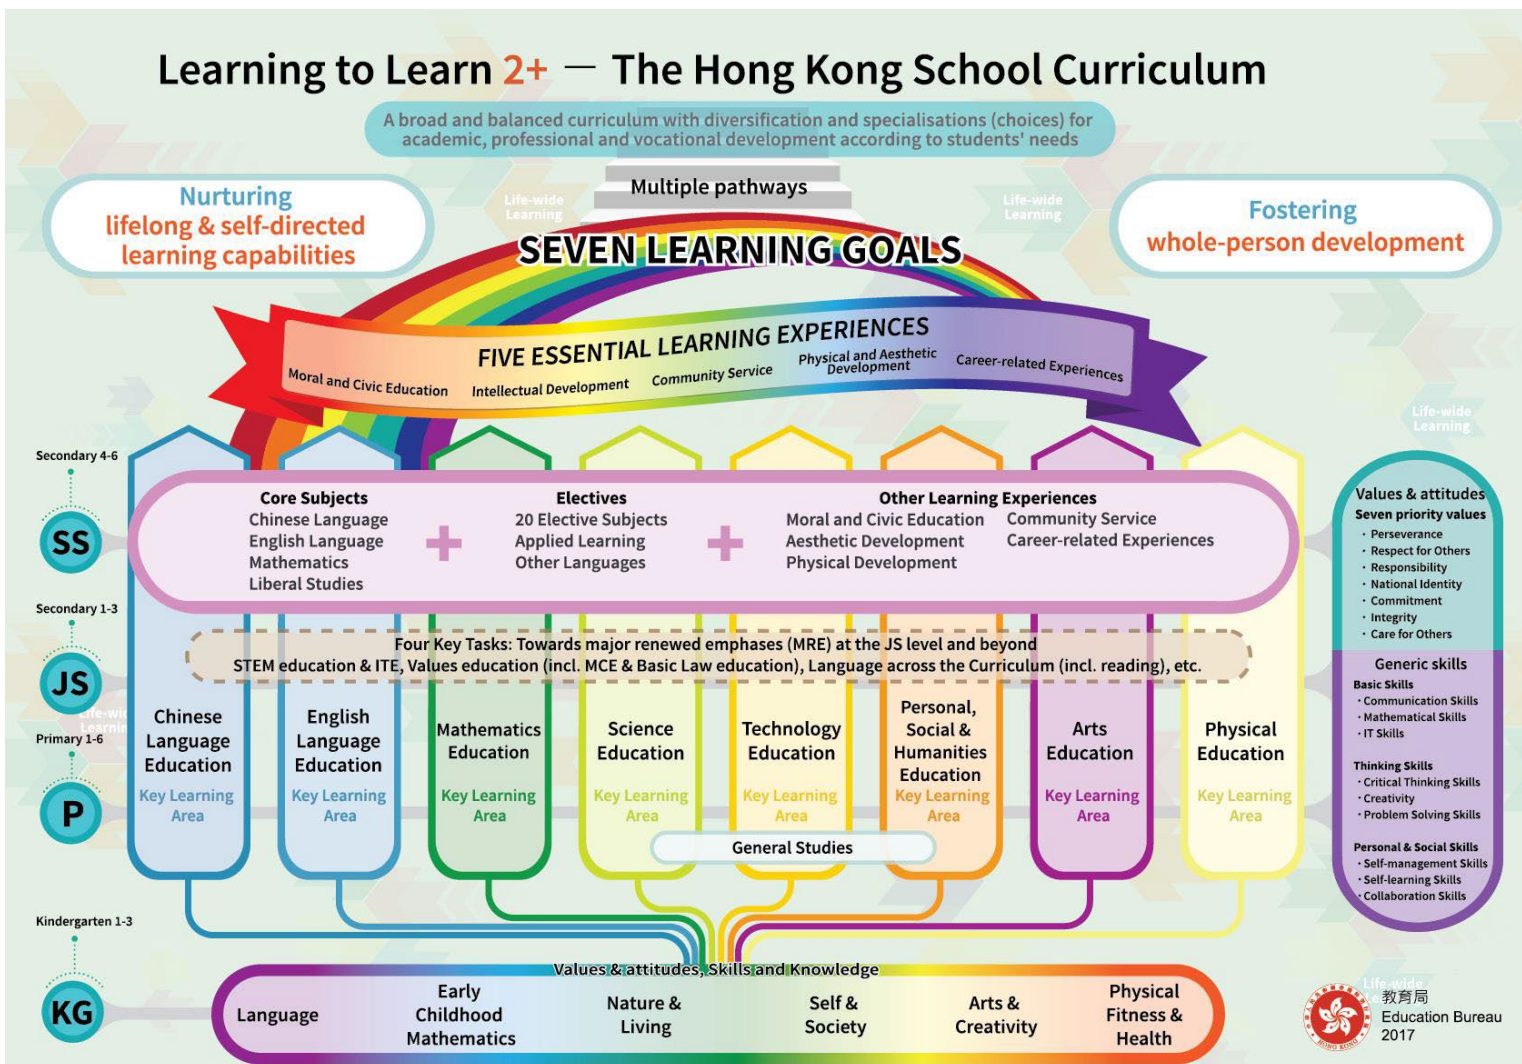 Learning to Learn 2+ — The Hong Kong School Curriculum
A broad and balanced curriculum with diversification and specialisations (choices) for
academic, professional and vocational development according to students' needs
Multiple pathways
Nurturing
lifelong & self-directed
learning capabilities
Life-wide
Learning
Life-wide
Learning
Fostering
whole-person development
SEVEN LEARNING GOALS
FIVE ESSENTIAL LEARNING EXPERIENCES
Moral and Civic Education
Intellectual Development
Community Service
Physical and Aesthetic
Development
Career-related Experiences
Life-wide
Learning
Secondary 4-6
SS
Core Subjects
Chinese Language
English Language
Mathematics
Liberal Studies
+
Electives
20 Elective Subjects
Applied Learning
Other Languages
+
Other Learning Experiences
Moral and Civic Education
Aesthetic Development
Physical Development
Community Service
Career-related Experiences
Secondary 1-3
JS
Four Key Tasks: Towards major renewed emphases (MRE) at the JS level and beyond
STEM education & ITE, Values education (incl. MCE & Basic Law education), Language across the Curriculum (incl. reading), etc.
Life-wide
Learning
Primary 1-6
P
Chinese
Language
Education
Key Learning
Area
English
Language
Education
Key Learning
Area
Mathematics
Education
Key Learning
Area
Science
Education
Key Learning
Area
Technology
Education
Key Learning
Area
Personal,
Social &
Humanities
Education
Key Learning
Area
Arts
Education
Key Learning
Area
Physical
Education
Key Learning
Area
General Studies
Values & attitudes
Seven priority values
· Perseverance
· Respect for Others
· Responsibility
· National Identity
· Commitment
· Integrity
· Care for Others
Generic skills
Basic Skills
· Communication Skills
· Mathematical Skills
· IT Skills
Thinking Skills
· Critical Thinking Skills
· Creativity
· Problem Solving Skills
Personal & Social Skills
· Self-management Skills
· Self-learning Skills
· Collaboration Skills
Kindergarten 1-3
KG
Values & attitudes, Skills and Knowledge
Language
Early
Childhood
Mathematics
Nature &
Living
Self &
Society
Arts &
Creativity
Physical
Fitness &
Health
Life-wide
教育局
Education Bureau
2017
HONG KONG